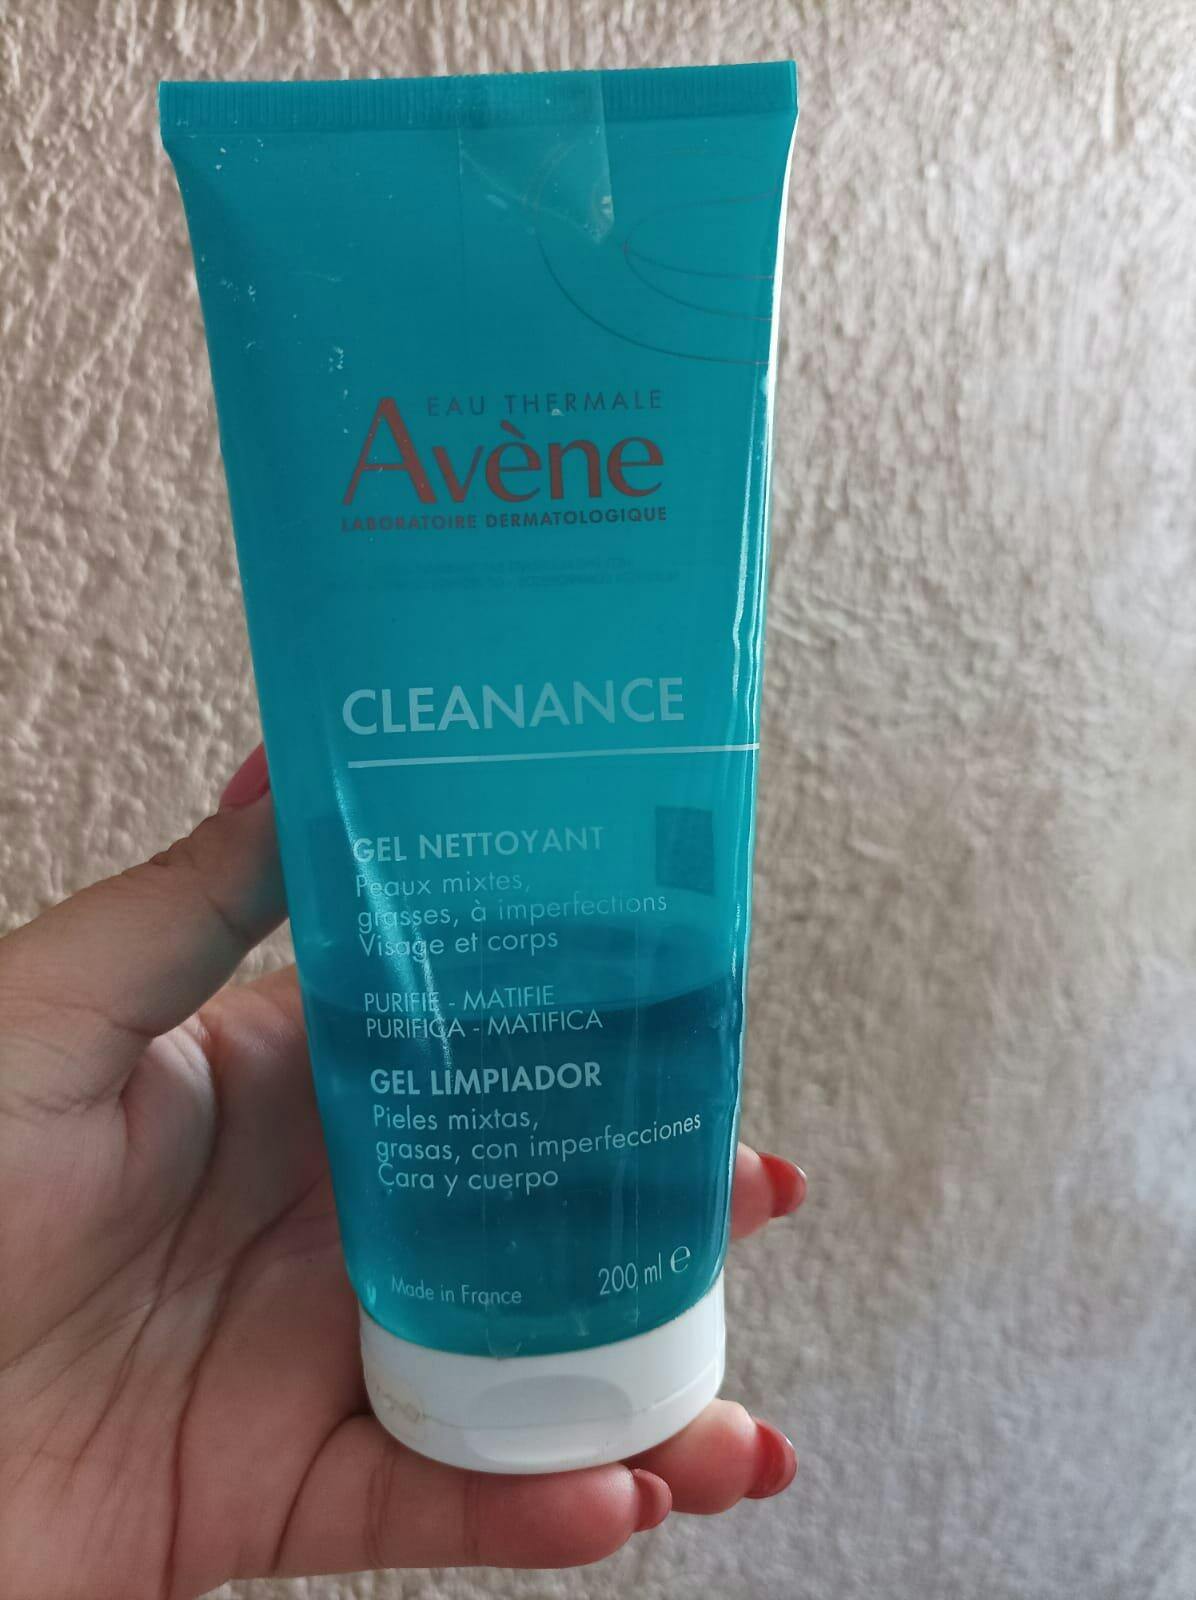 EAU THERMALE
Avène
LABORATOIRE DERMATOLOGIQUE
CLEANANCE
GEL NETTOYANT
Peaux mixtes,
grasses, à imperfections
Visage et corps
PURIFIE - MATIFIE
PURIFICA - MATIFICA
GEL LIMPIADOR
Pieles mixtas,
grasas, con imperfecciones
Cara y cuerpo
Made in France
200 ml ℮